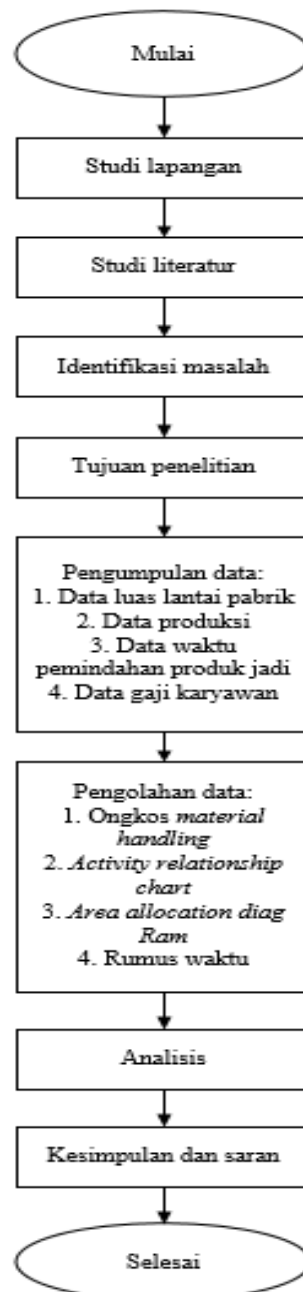 Mulai
Studi lapangan
Studi literatur
Identifikasi masalah
Tujuan penelitian
Pengumpulan data:
1. Data luas lantai pabrik
2. Data produksi
3. Data waktu
pemindahan produk jadi
4. Data gaji karyawan
Pengolahan data:
1. Ongkos material
handling
2. Activity relationship
chart
3. Area allocation diag
Ram
4. Rumus waktu
Analisis
Kesimpulan dan saran
Selesai